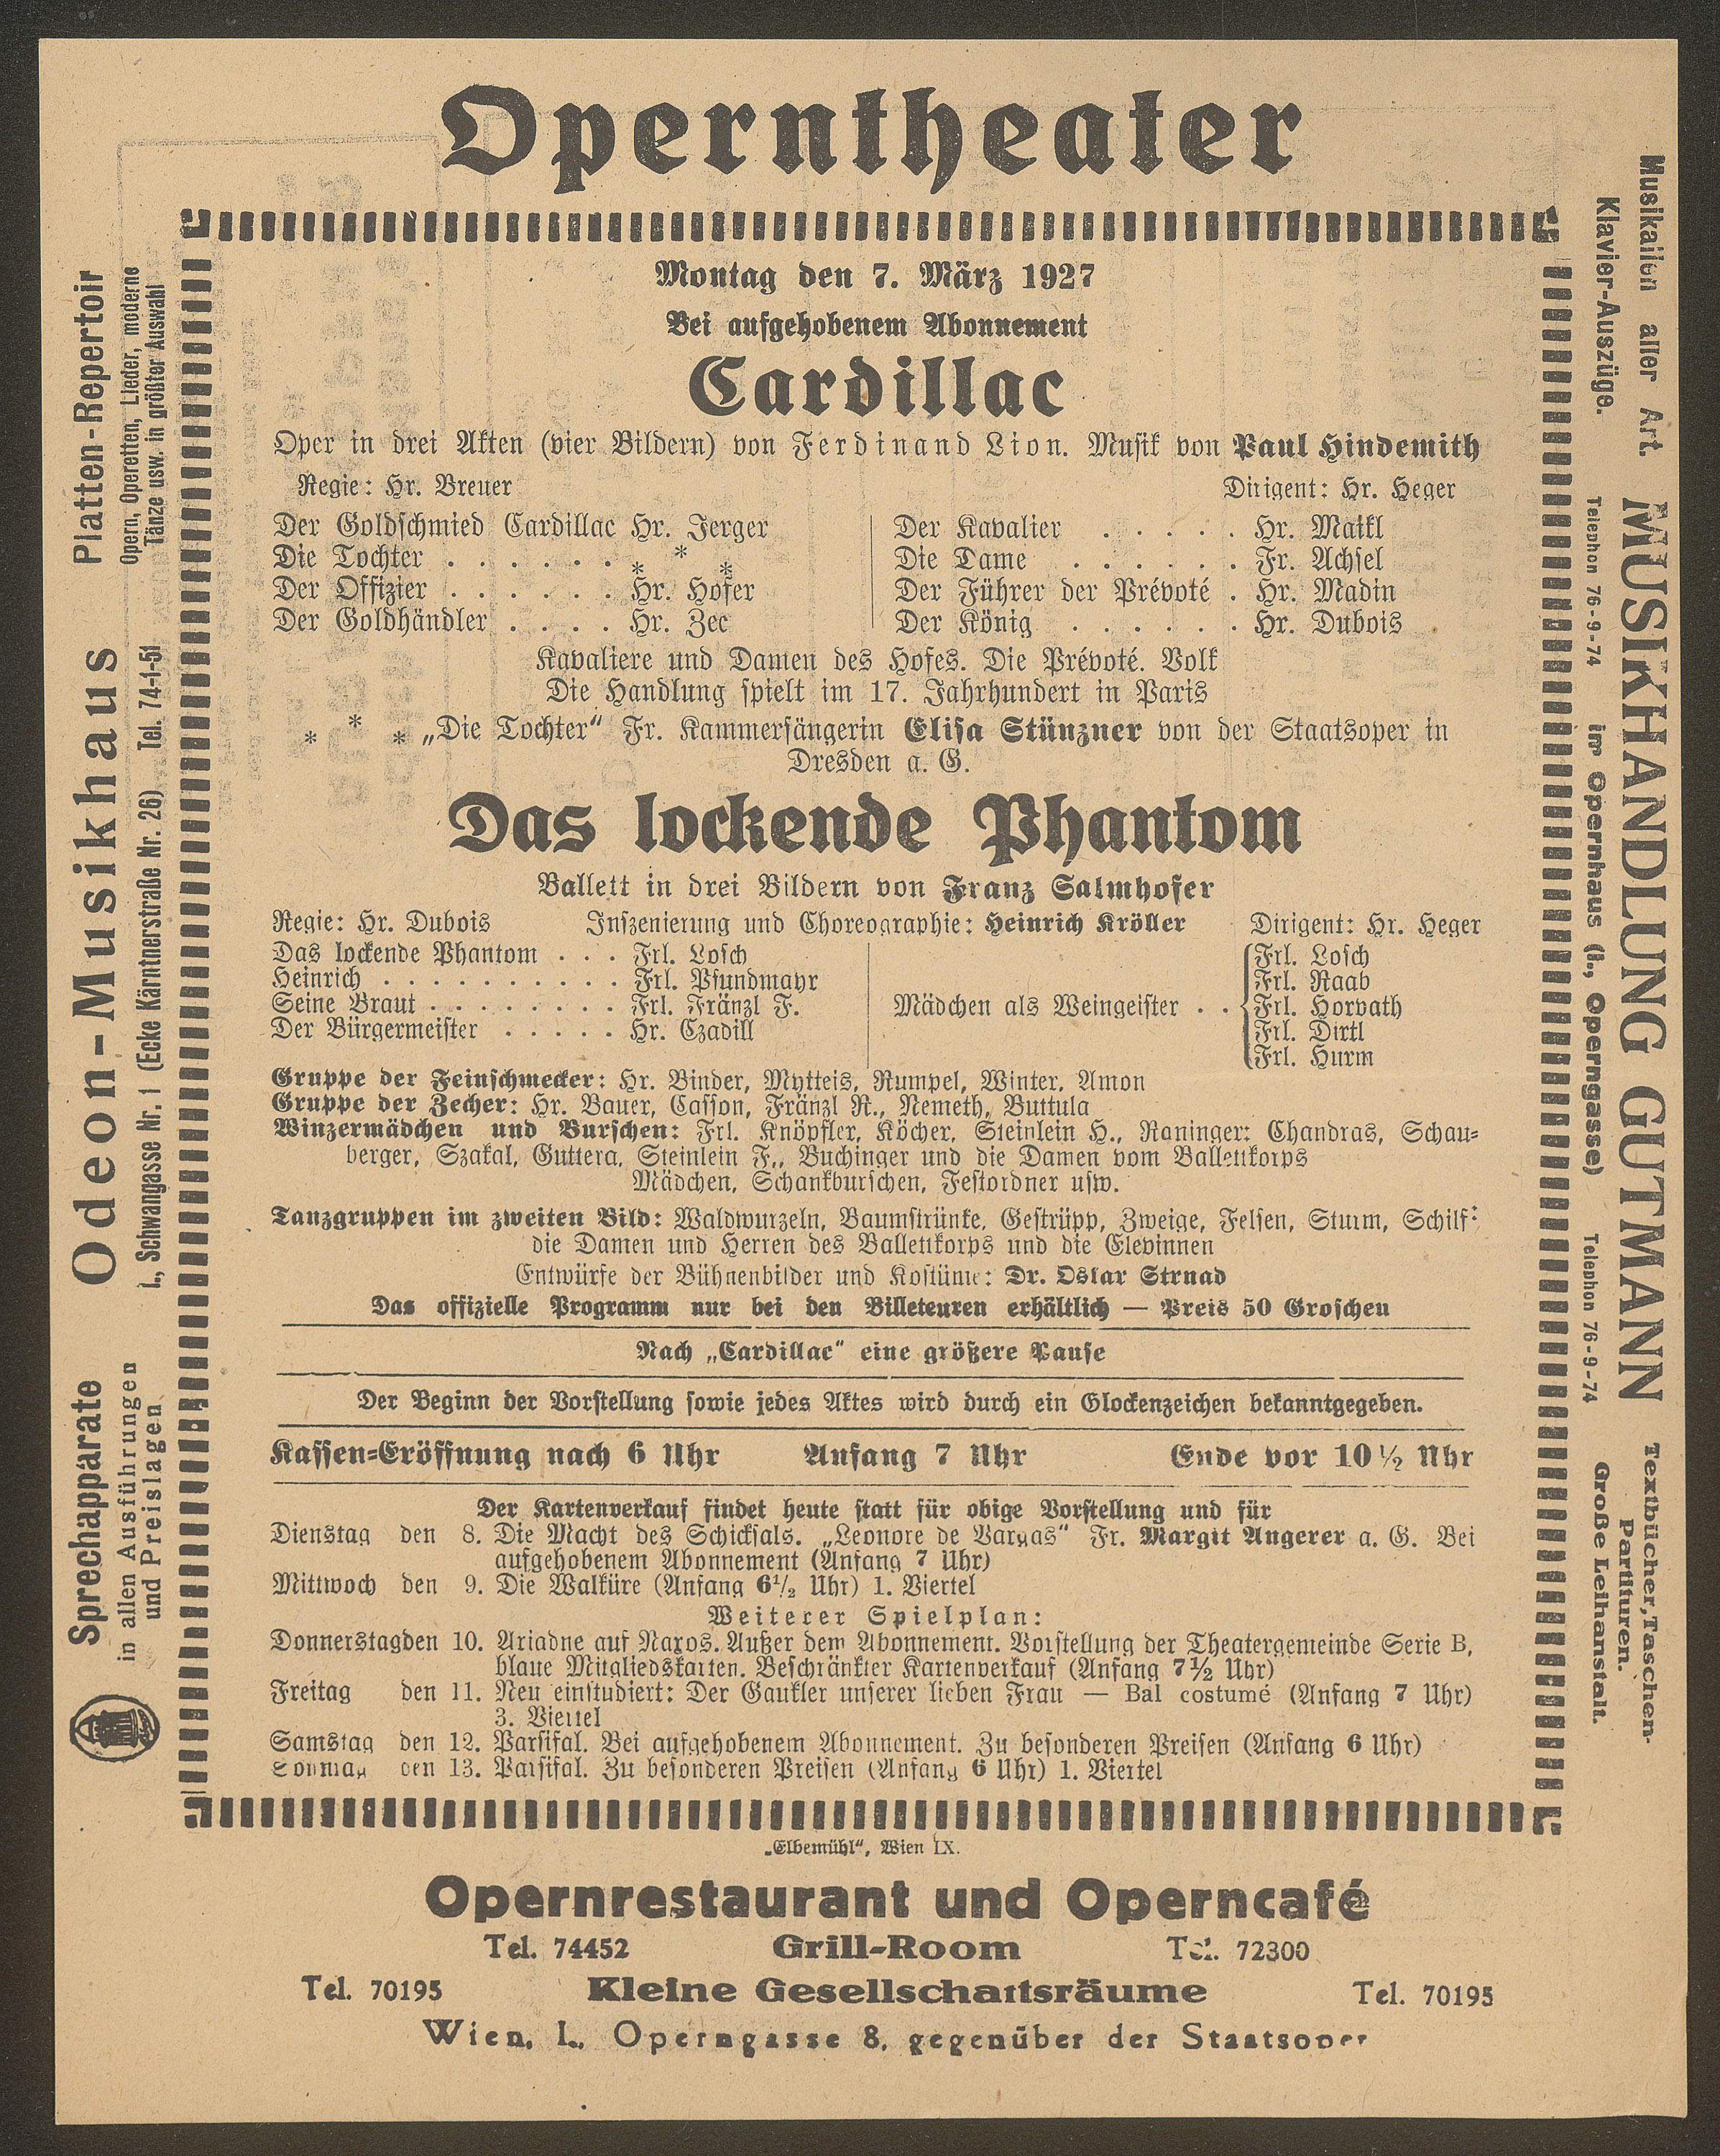 Operntheater
Montag den 7. März 1927
Bei aufgehobenem Abonnement
Cardillac
Oper in drei Akten (vier Bildern) von Ferdinand Lion. Musik von Paul Hindemith
Regie: Hr. Breuer Dirigent: Hr. Heger
Der Goldschmied Cardillac Hr. Jerger
Die Tochter . . . . . . * * *
Der Offizier . . . . . . Hr. Hofer
Der Goldhändler . . . . Hr. Zec
Der Kavalier . . . . . Hr. Maikl
Die Dame . . . . . . Fr. Achsel
Der Führer der Prévoté . Hr. Madin
Der König . . . . . . Hr. Dubois
Kavaliere und Damen des Hofes. Die Prévoté. Volk
Die Handlung spielt im 17. Jahrhundert in Paris
* * * „Die Tochter“ Fr. Kammersängerin Elisa Stünzner von der Staatsoper in
Dresden a. G.
Das lockende Phantom
Ballett in drei Bildern von Franz Salmhofer
Regie: Hr. Dubois Inszenierung und Choreographie: Heinrich Kröller Dirigent: Hr. Heger
Das lockende Phantom . . . Frl. Losch
Heinrich . . . . . . . . . . Frl. Pfundmayr
Seine Braut . . . . . . . . Frl. Fränzl F.
Der Bürgermeister . . . . . Hr. Czadill
Mädchen als Weingeister . .
Frl. Losch
Frl. Raab
Frl. Horvath
Frl. Dirtl
Frl. Hurm
Gruppe der Feinschmecker: Hr. Binder, Mytteis, Rumpel, Winter, Amon
Gruppe der Zecher: Hr. Bauer, Casson, Fränzl R., Nemeth, Buttula
Winzermädchen und Burschen: Frl. Knöpfler, Köcher, Steinlein H., Raninger; Chandras, Schau-
berger, Szakal, Guttera, Steinlein F., Buchinger und die Damen vom Ballettkorps
Mädchen, Schankburschen, Festordner usw.
Tanzgruppen im zweiten Bild: Waldwurzeln, Baumstrünke, Gestrüpp, Zweige, Felsen, Sturm, Schilf:
die Damen und Herren des Ballettkorps und die Elevinnen
Entwürfe der Bühnenbilder und Kostüme: Dr. Oskar Strnad
Das offizielle Programm nur bei den Billeteuren erhältlich — Preis 50 Groschen
Nach „Cardillac“ eine größere Pause
Der Beginn der Vorstellung sowie jedes Aktes wird durch ein Glockenzeichen bekanntgegeben.
Kassen-Eröffnung nach 6 Uhr Anfang 7 Uhr Ende vor 10½ Uhr
Der Kartenverkauf findet heute statt für obige Vorstellung und für
Dienstag den 8. Die Macht des Schicksals. „Leonore de Vargas“ Fr. Margit Angerer a. G. Bei
aufgehobenem Abonnement (Anfang 7 Uhr)
Mittwoch den 9. Die Walküre (Anfang 6½ Uhr) 1. Viertel
Weiterer Spielplan:
Donnerstag den 10. Ariadne auf Naxos. Außer dem Abonnement. Vorstellung der Theatergemeinde Serie B,
blaue Mitgliedskarten. Beschränkter Kartenverkauf (Anfang 7½ Uhr)
Freitag den 11. Neu einstudiert: Der Gaukler unserer lieben Frau — Bal costumé (Anfang 7 Uhr)
3. Viertel
Samstag den 12. Parsifal. Bei aufgehobenem Abonnement. Zu besonderen Preisen (Anfang 6 Uhr)
Sonntag den 13. Parsifal. Zu besonderen Preisen (Anfang 6 Uhr) 1. Viertel
„Elbemühl“, Wien IX.
Opernrestaurant und Operncafé
Tel. 74452 Grill-Room Tel. 72300
Tel. 70195 Kleine Gesellschaftsräume Tel. 70195
Wien, I., Operngasse 8, gegenüber der Staatsoper
Platten-Repertoir
Opern, Operetten, Lieder, moderne
Tänze usw. in größter Auswahl
Odeon-Musikhaus
I., Schwangasse Nr. 1 (Ecke Kärntnerstraße Nr. 26) Tel. 74-1-51
Sprechapparate
in allen Ausführungen
und Preislagen
Musikalien aller Art.
Klavier-Auszüge.
MUSIKHANDLUNG GUTMANN
Telephon 76-9-74 im Opernhaus (I., Operngasse) Telephon 76-9-74
Textbücher, Taschen-
Partituren.
Große Leihanstalt.